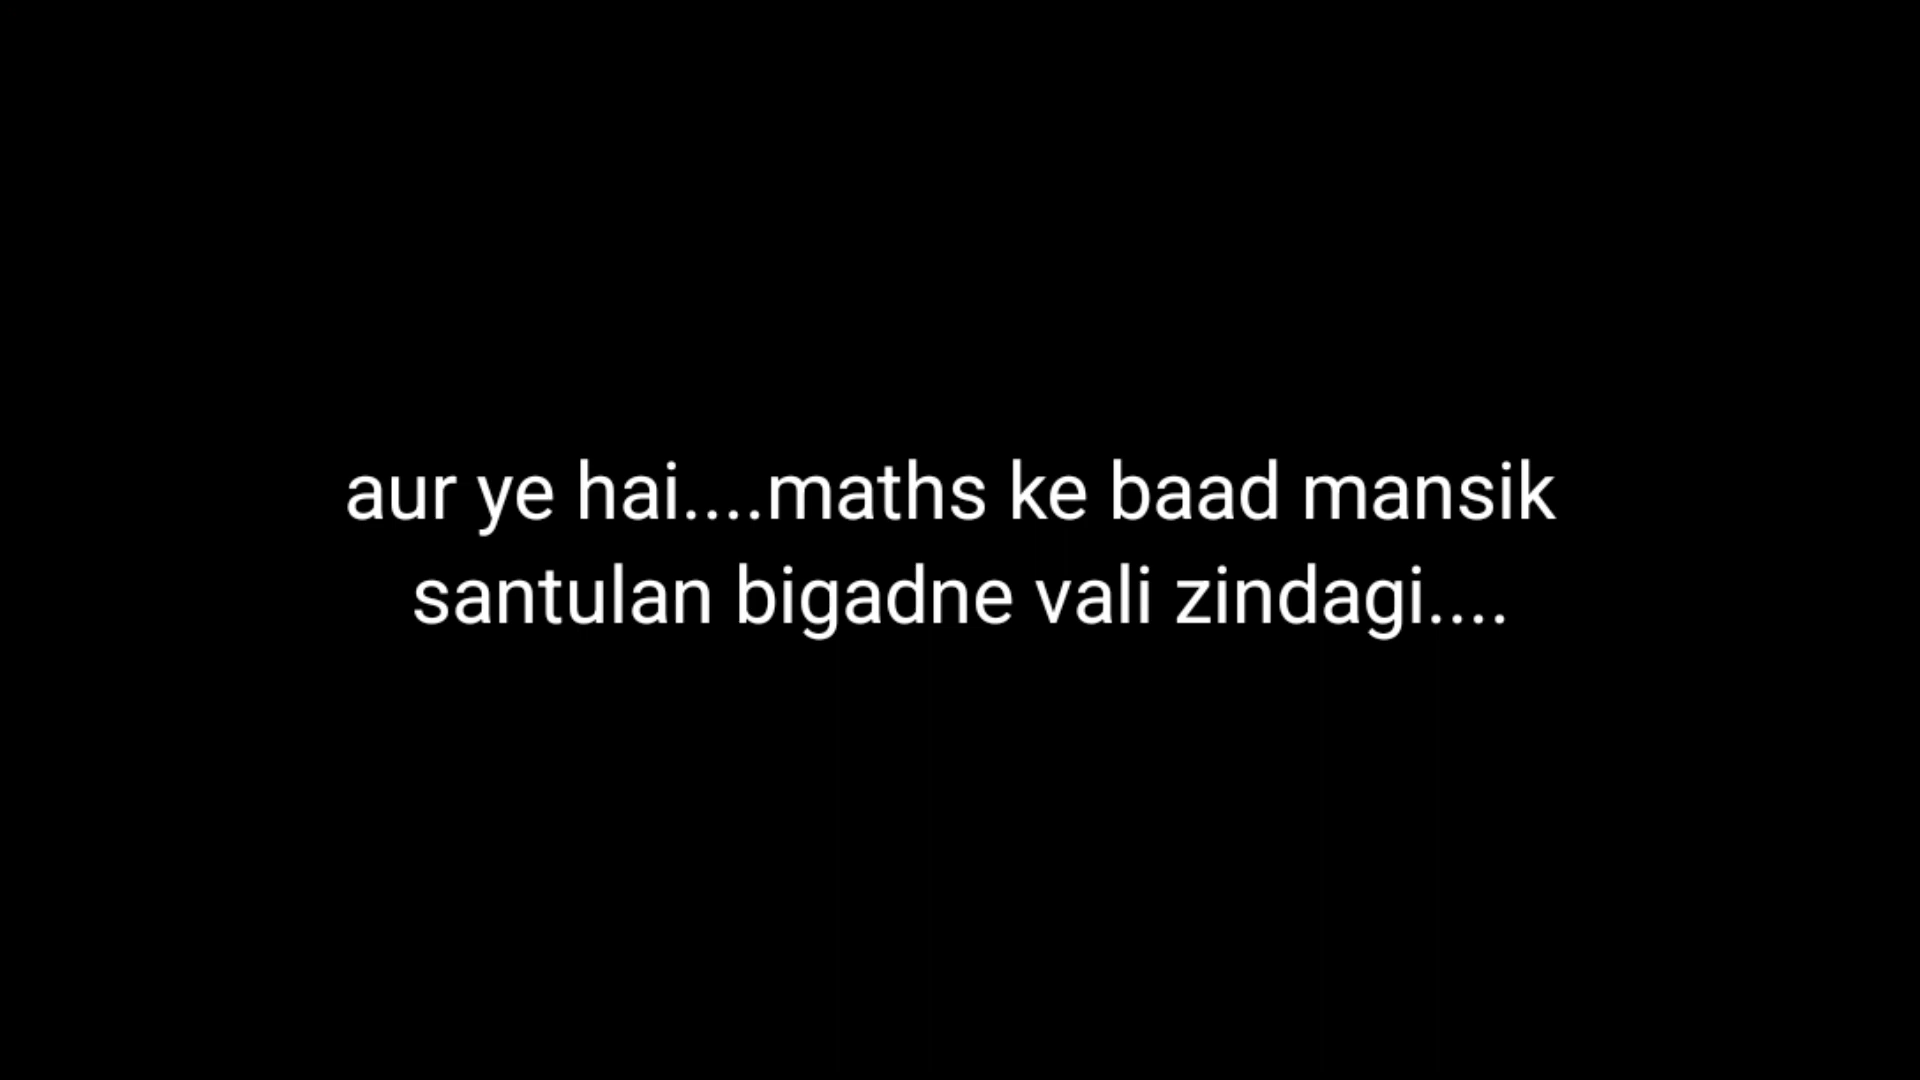 aur ye hai....maths ke baad mansik
santulan bigadne vali zindagi....